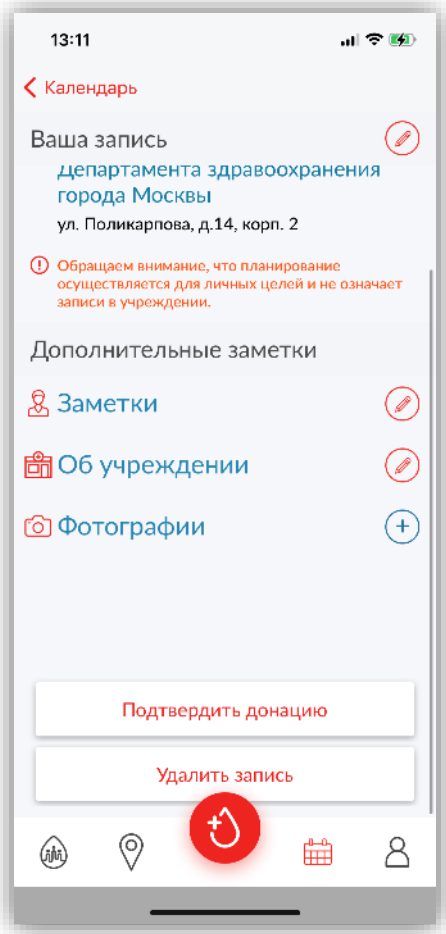 13:11
Календарь
Ваша запись
Департамента здравоохранения
города Москвы
ул. Поликарпова, д.14, корп. 2
Обращаем внимание, что планирование
осуществляется для личных целей и не означает
записи в учреждении.
Дополнительные заметки
Заметки
Об учреждении
Фотографии
Подтвердить донацию
Удалить запись